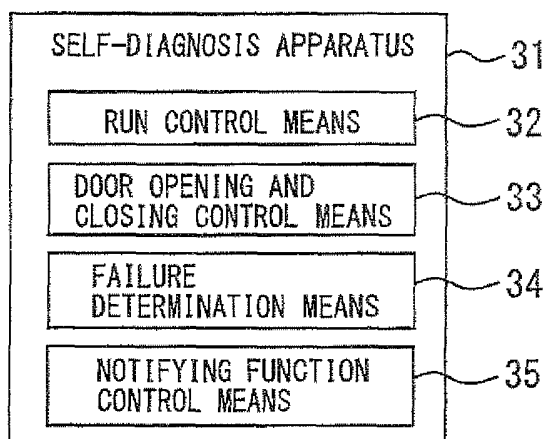 SELF-DIAGNOSIS APPARATUS 31
RUN CONTROL MEANS 32
DOOR OPENING AND
CLOSING CONTROL MEANS 33
FAILURE
DETERMINATION MEANS 34
NOTIFYING FUNCTION
CONTROL MEANS 35